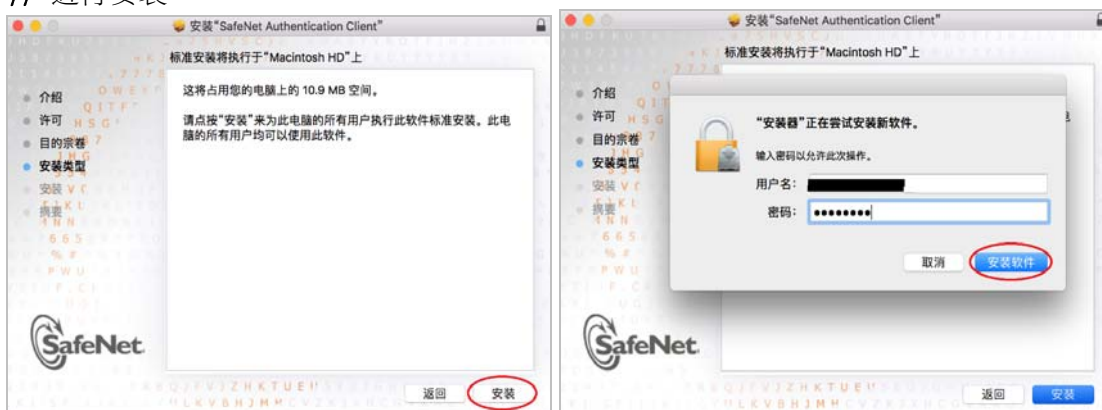 安装“SafeNet Authentication Client”
标准安装将执行于“Macintosh HD”上
介绍
许可
目的宗卷
安装类型
安装
摘要
这将占用您的电脑上的 10.9 MB 空间。
请点按“安装”来为此电脑的所有用户执行此软件标准安装。此电
脑的所有用户均可以使用此软件。
SafeNet.
返回
安装
安装“SafeNet Authentication Client”
标准安装将执行于“Macintosh HD”上
介绍
许可
目的宗卷
安装类型
安装
摘要
“安装器”正在尝试安装新软件。
输入密码以允许此次操作。
用户名：
密码： ••••••••
取消
安装软件
SafeNet.
返回
安装